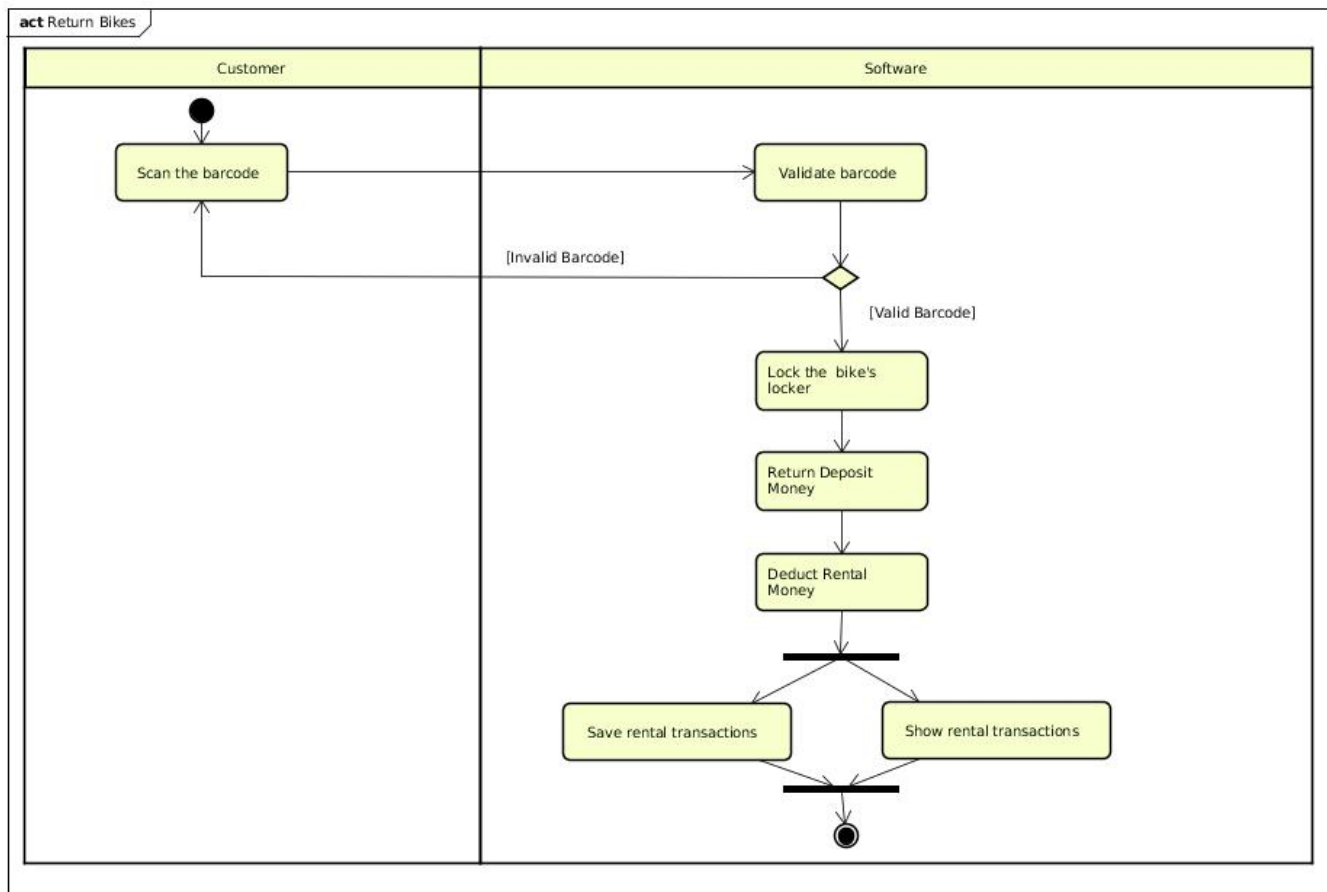 act Return Bikes
Customer
Software
Scan the barcode
Validate barcode
[Invalid Barcode]
[Valid Barcode]
Lock the  bike's
locker
Return Deposit
Money
Deduct Rental
Money
Save rental transactions
Show rental transactions